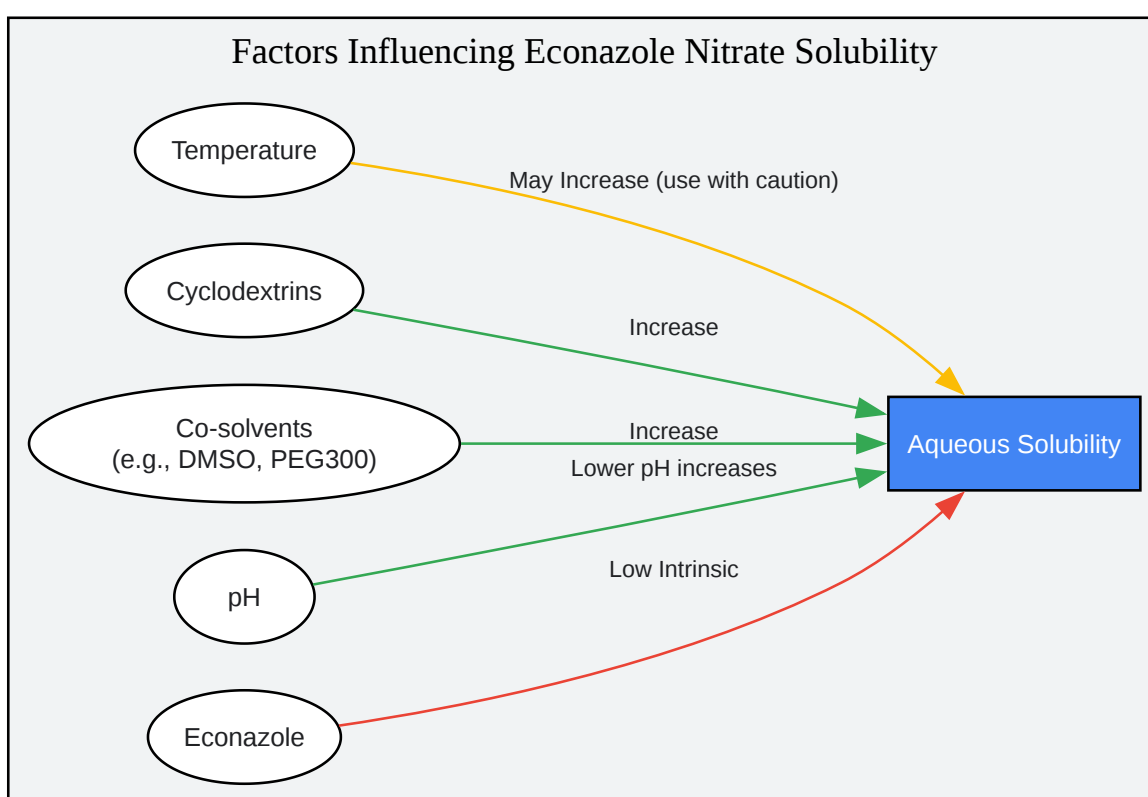 Factors Influencing Econazole Nitrate Solubility
Temperature
May Increase (use with caution)
Cyclodextrins
Increase
Co-solvents
(e.g., DMSO, PEG300)
Increase
Aqueous Solubility
Lower pH increases
pH
Low Intrinsic
Econazole